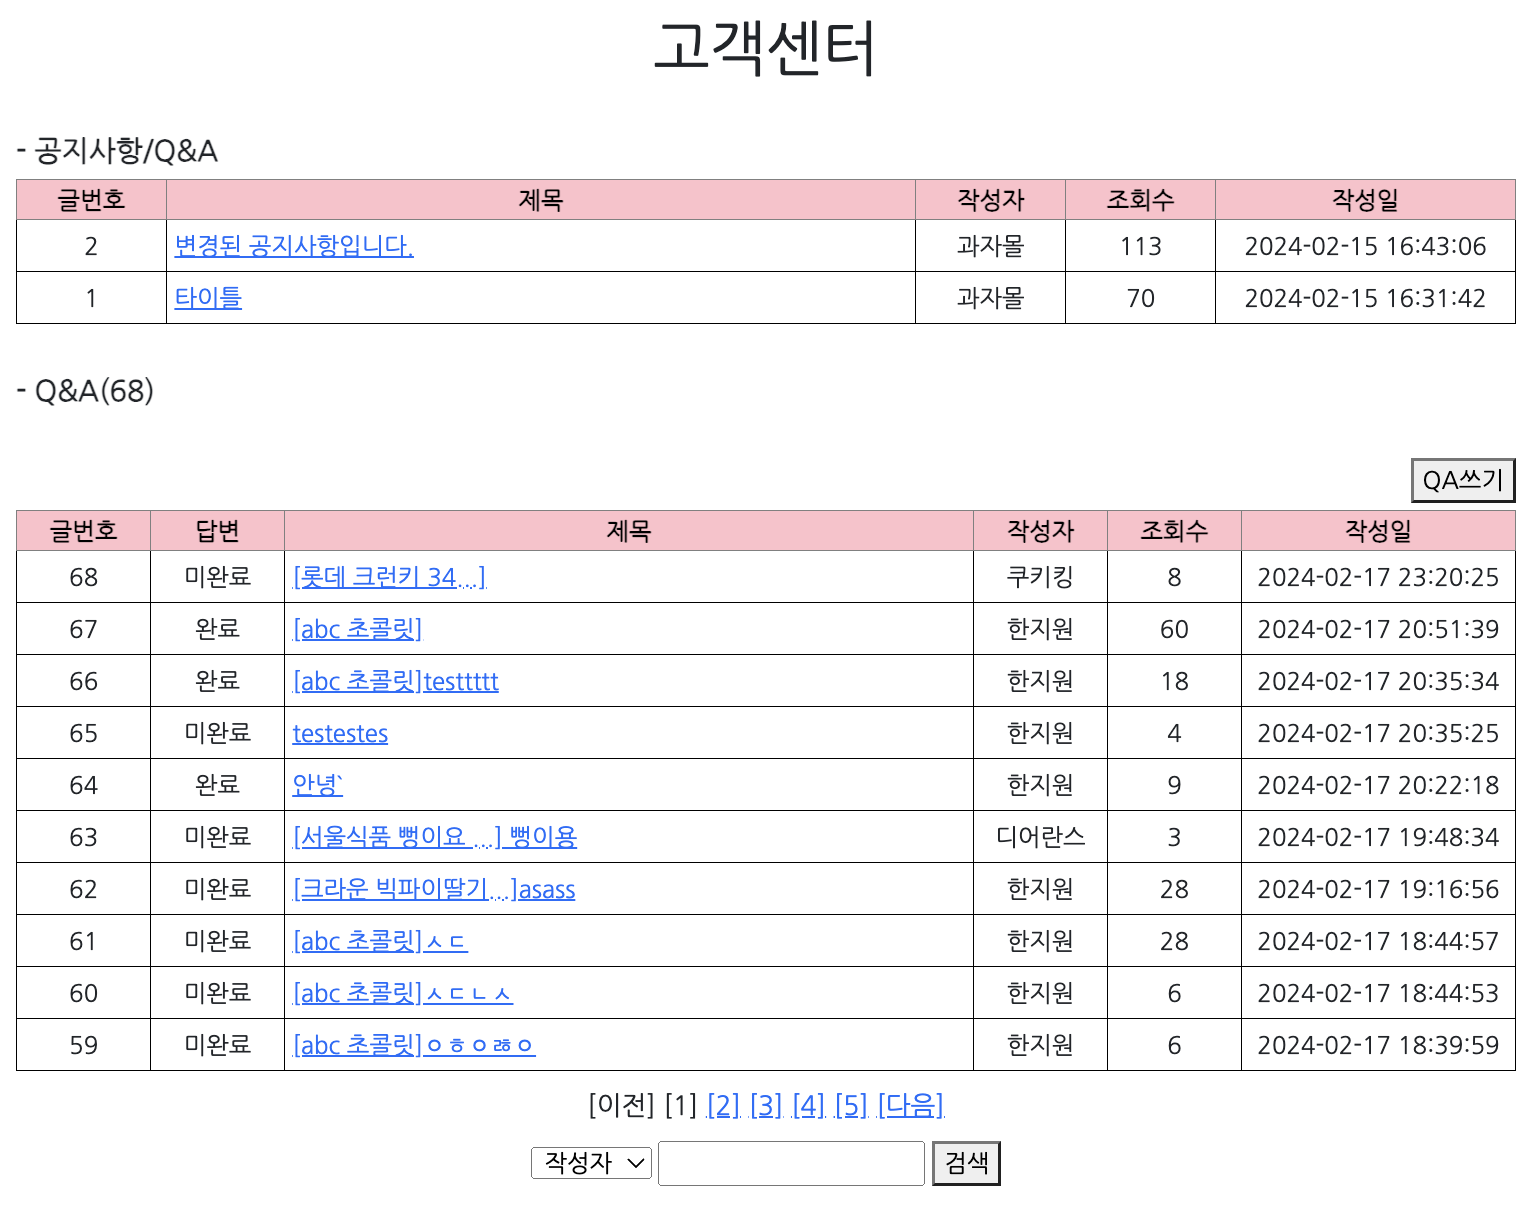 고객센터
- 공지사항/Q&A
글번호 제목 작성자 조회수 작성일
2 변경된 공지사항입니다. 과자몰 113 2024-02-15 16:43:06
1 타이틀 과자몰 70 2024-02-15 16:31:42
- Q&A(68)
QA쓰기
글번호 답변 제목 작성자 조회수 작성일
68 미완료 [롯데 크런키 34...] 쿠키킹 8 2024-02-17 23:20:25
67 완료 [abc 초콜릿] 한지원 60 2024-02-17 20:51:39
66 완료 [abc 초콜릿]testtttt 한지원 18 2024-02-17 20:35:34
65 미완료 testestes 한지원 4 2024-02-17 20:35:25
64 완료 안녕` 한지원 9 2024-02-17 20:22:18
63 미완료 [서울식품 뻥이요 ...] 뻥이용 디어란스 3 2024-02-17 19:48:34
62 미완료 [크라운 빅파이딸기...]asass 한지원 28 2024-02-17 19:16:56
61 미완료 [abc 초콜릿]ㅅㄷ 한지원 28 2024-02-17 18:44:57
60 미완료 [abc 초콜릿]ㅅㄷㄴㅅ 한지원 6 2024-02-17 18:44:53
59 미완료 [abc 초콜릿]ㅇㅎㅇㅀㅇ 한지원 6 2024-02-17 18:39:59
[이전] [1] [2] [3] [4] [5] [다음]
작성자 검색